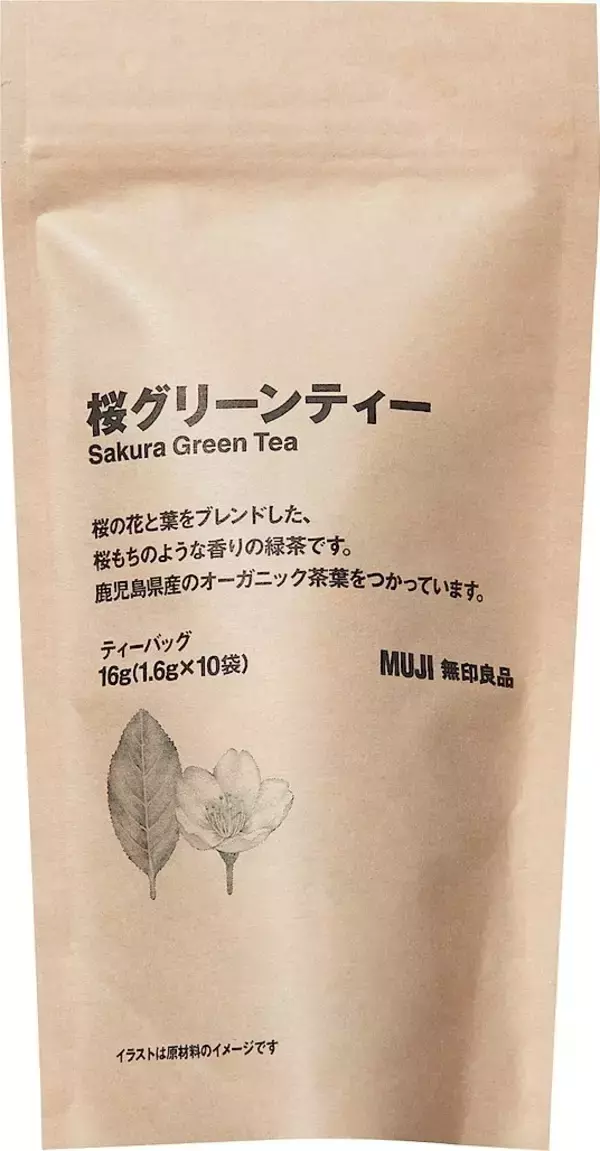 桜グリーンティー
Sakura Green Tea
桜の花と葉をブレンドした、
桜もちのような香りの緑茶です。
鹿児島県産のオーガニック茶葉をつかっています。
ティーバッグ
16g(1.6g×10袋)
MUJI 無印良品
イラストは原材料のイメージです